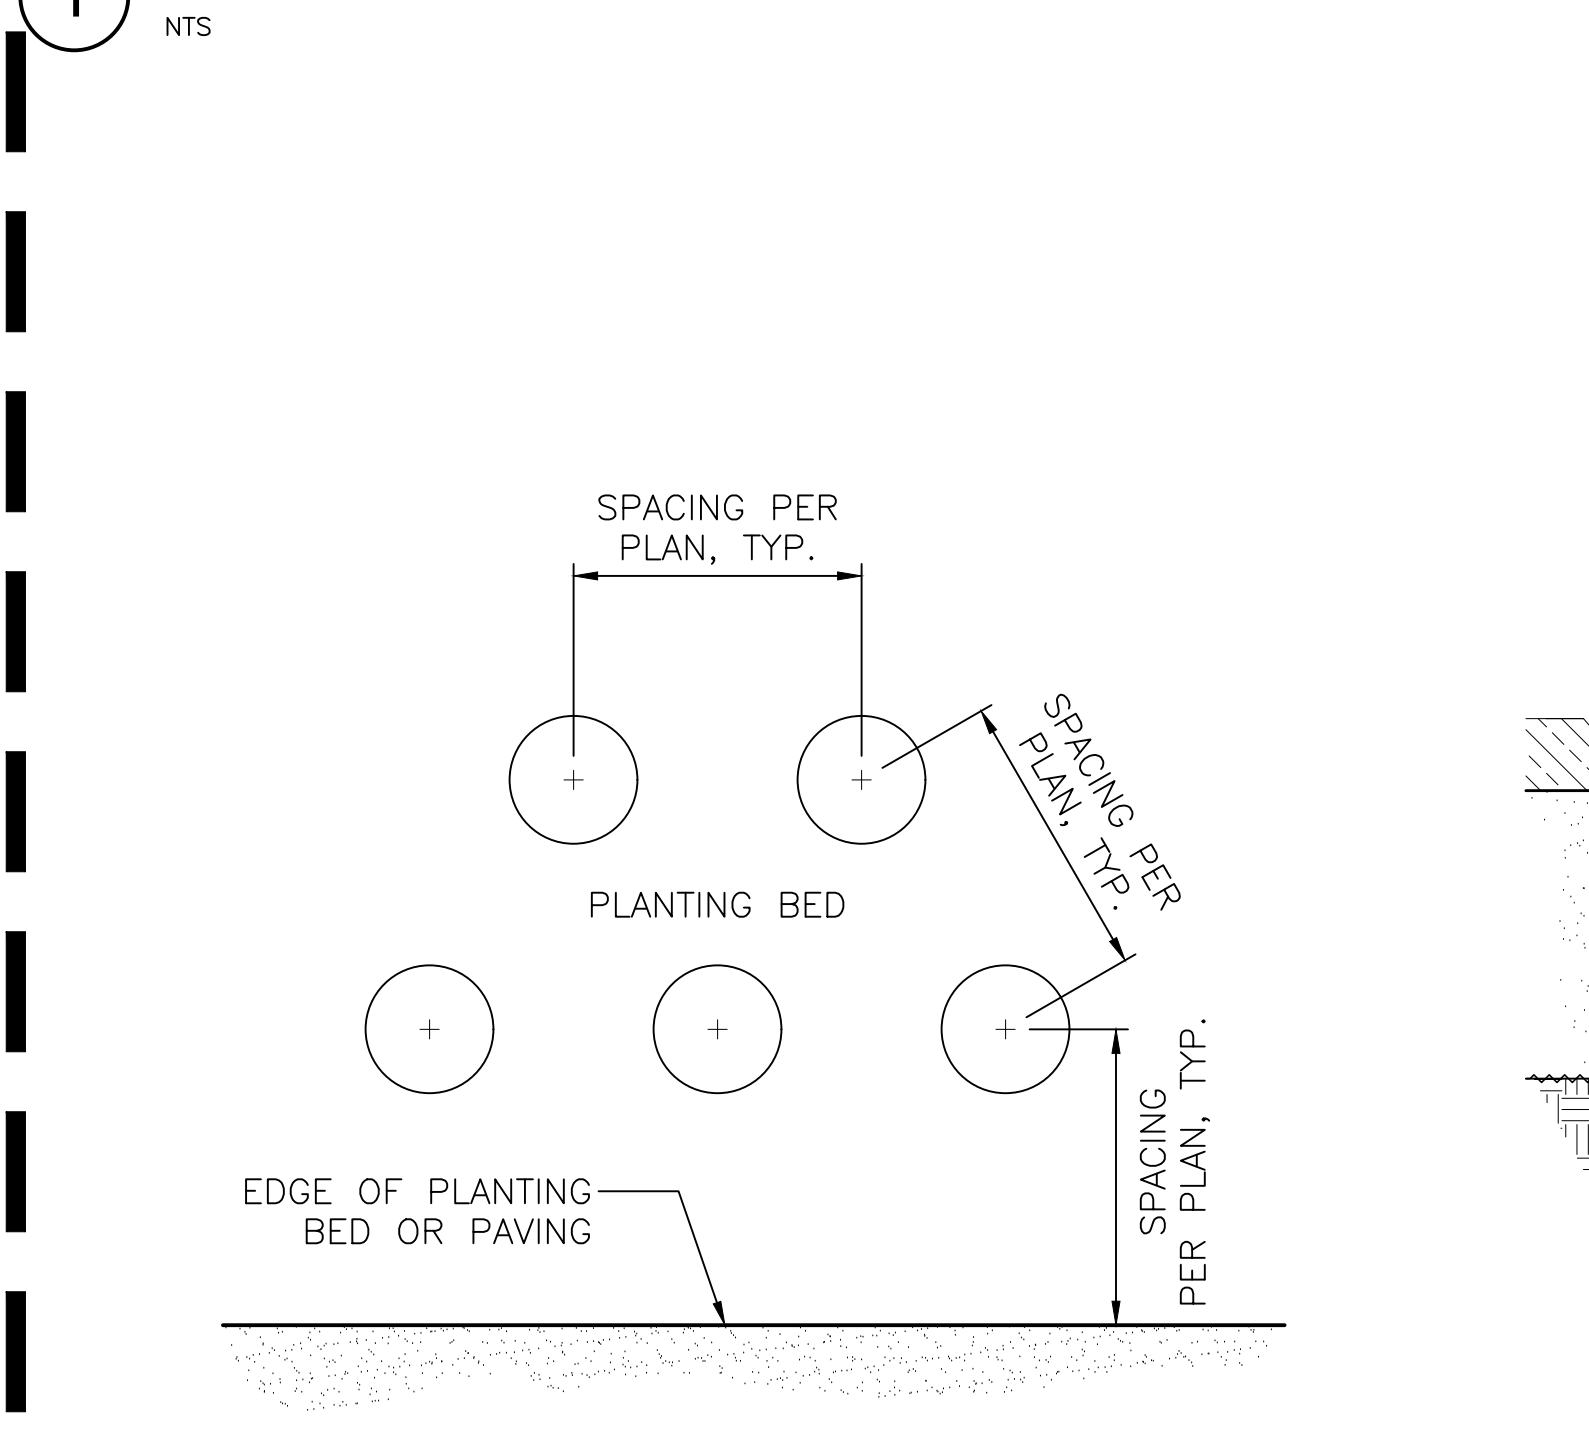 NTS
SPACING PER
PLAN, TYP.
SPACING PER
PLAN, TYP.
PLANTING BED
SPACING
PER PLAN, TYP.
EDGE OF PLANTING
BED OR PAVING